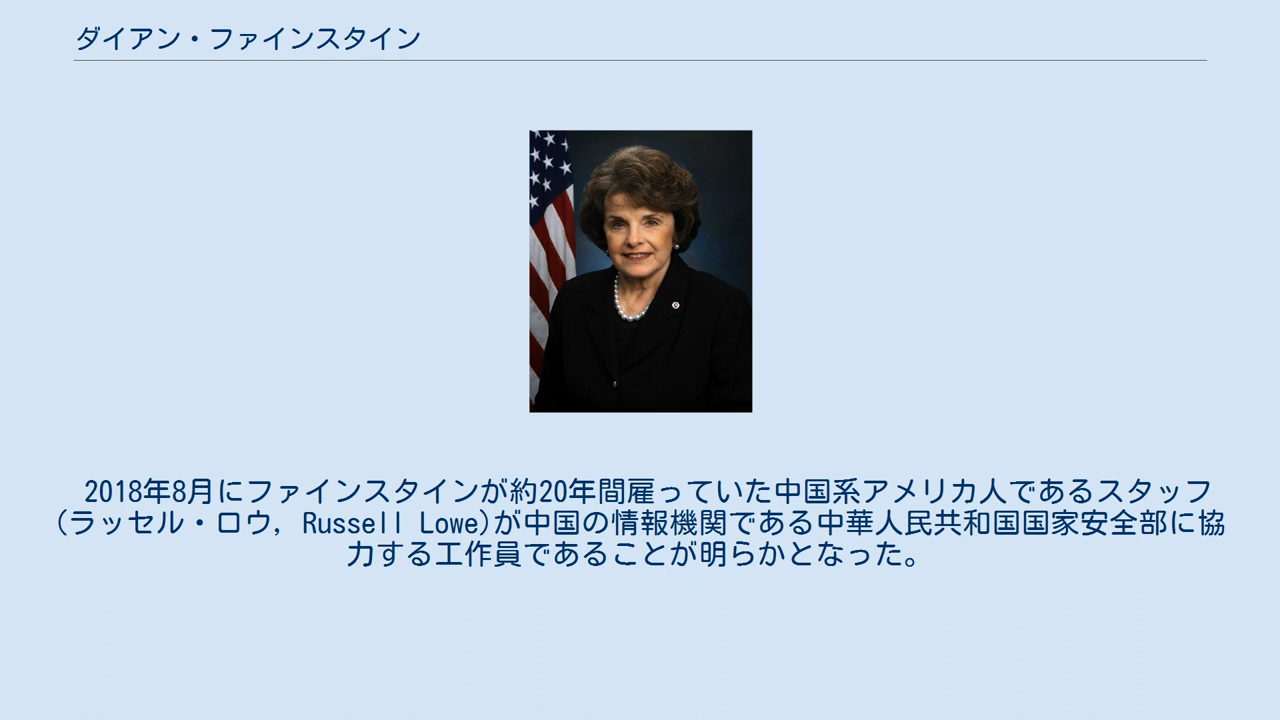 ダイアン・ファインスタイン
2018年8月にファインスタインが約20年間雇っていた中国系アメリカ人であるスタッフ
(ラッセル・ロウ, Russell Lowe)が中国の情報機関である中華人民共和国国家安全部に協
力する工作員であることが明らかとなった。